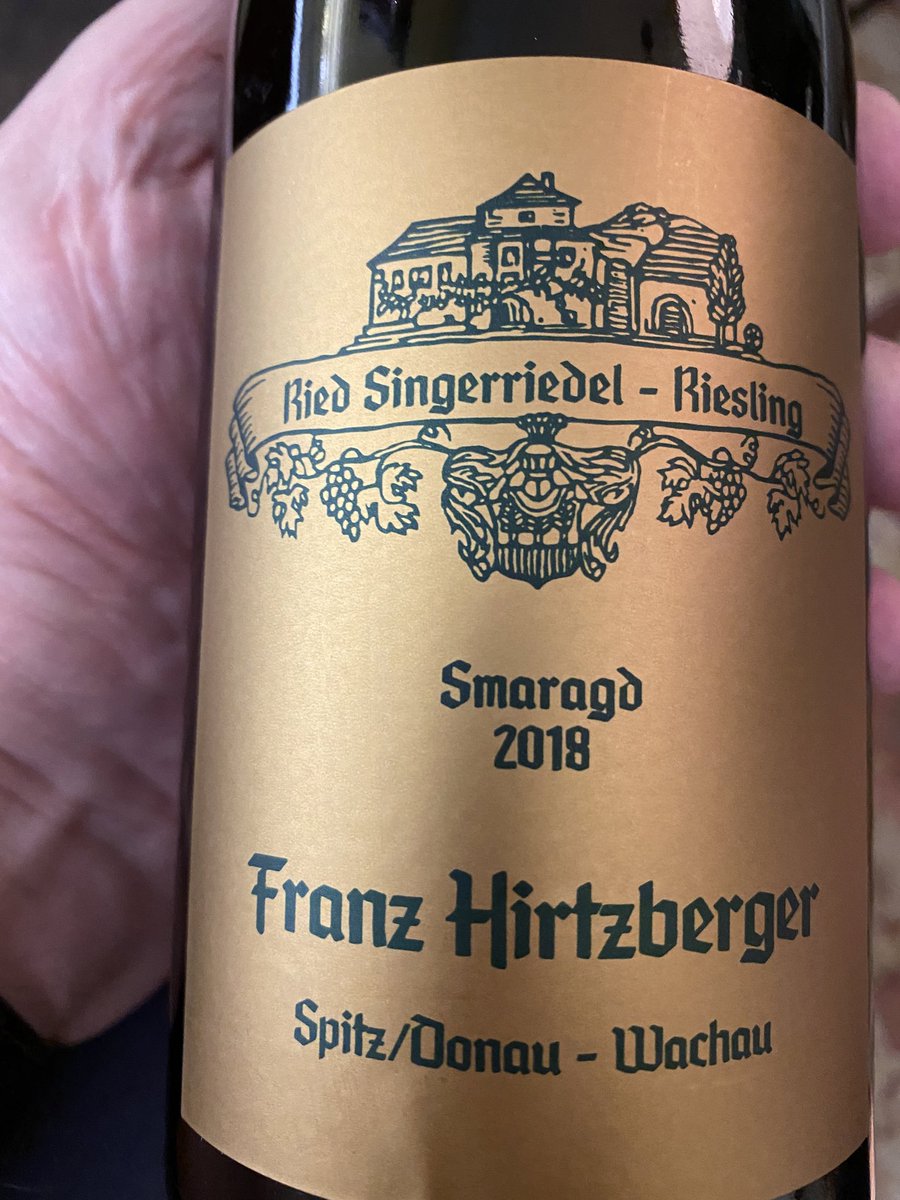 Ried Singerriedel - Riesling
Smaragd
2018
Franz Hirtzberger
Spitz/Donau - Wachau